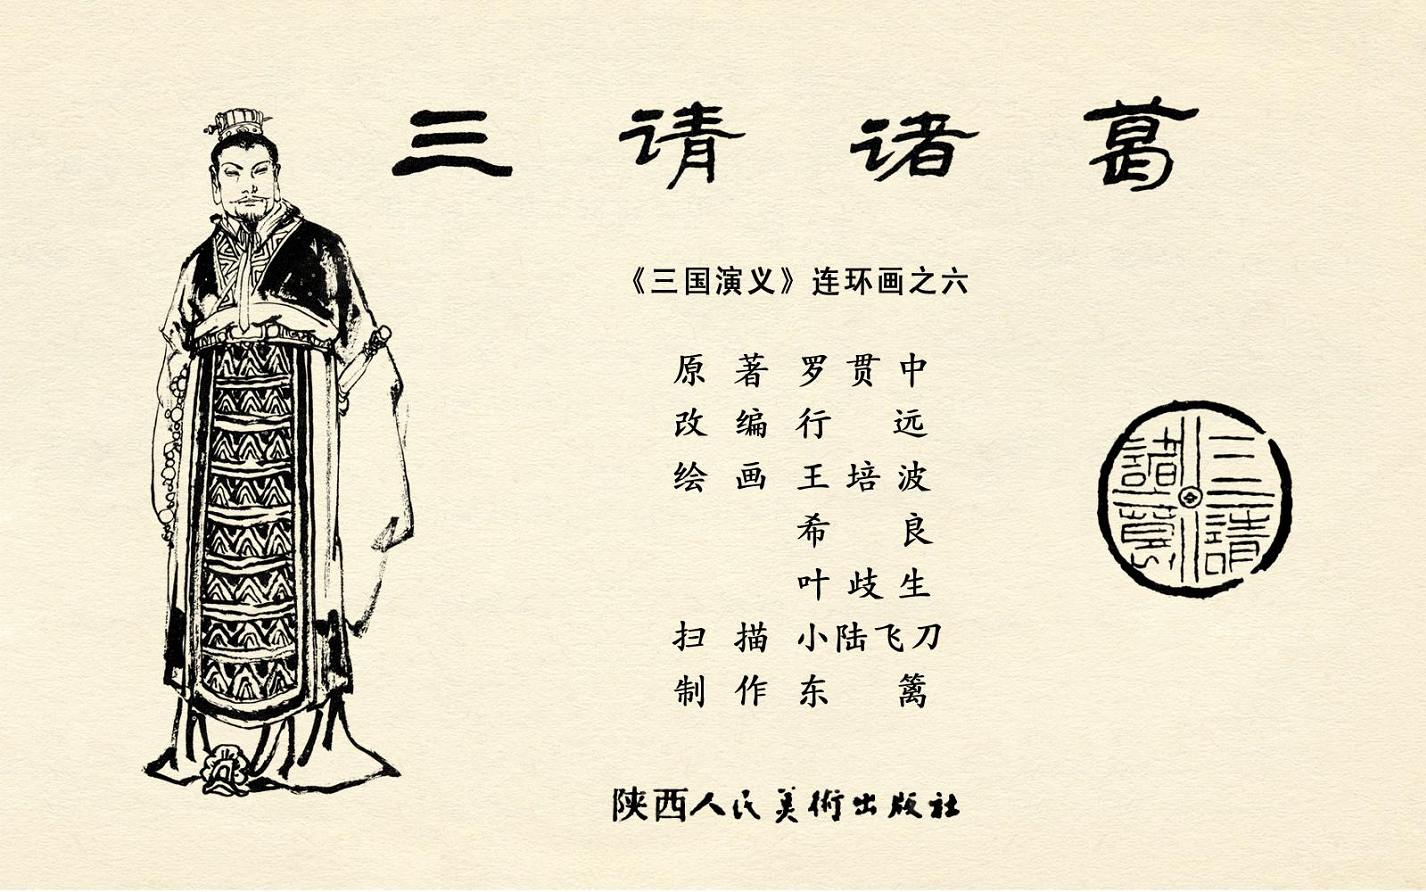 三请诸葛
《三国演义》连环画之六
原著 罗贯中
改编 行远
绘画 王培波
希良
叶歧生
扫描 小陆飞刀
制作 东篱
三請
諸葛
陕西人民美術出版社